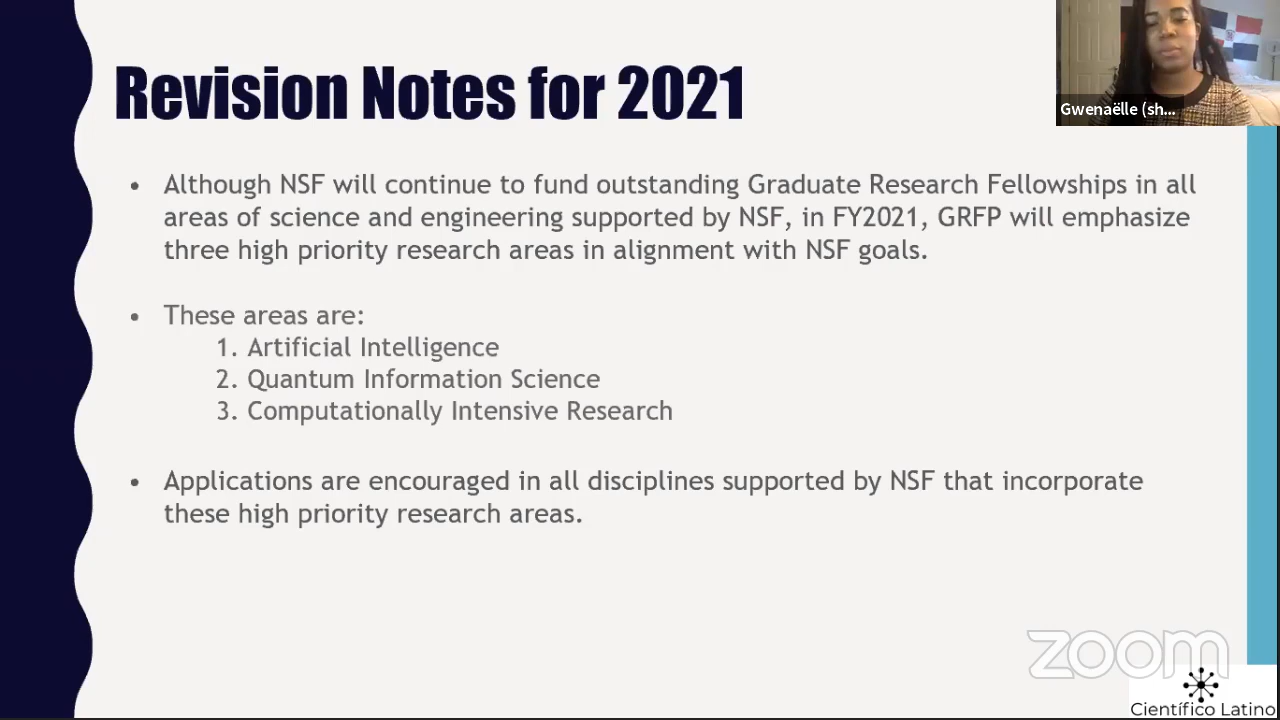 Revision Notes for 2021
Gwenaëlle (sh...
• Although NSF will continue to fund outstanding Graduate Research Fellowships in all
areas of science and engineering supported by NSF, in FY2021, GRFP will emphasize
three high priority research areas in alignment with NSF goals.
• These areas are:
1. Artificial Intelligence
2. Quantum Information Science
3. Computationally Intensive Research
• Applications are encouraged in all disciplines supported by NSF that incorporate
these high priority research areas.
zoom
Científico Latino